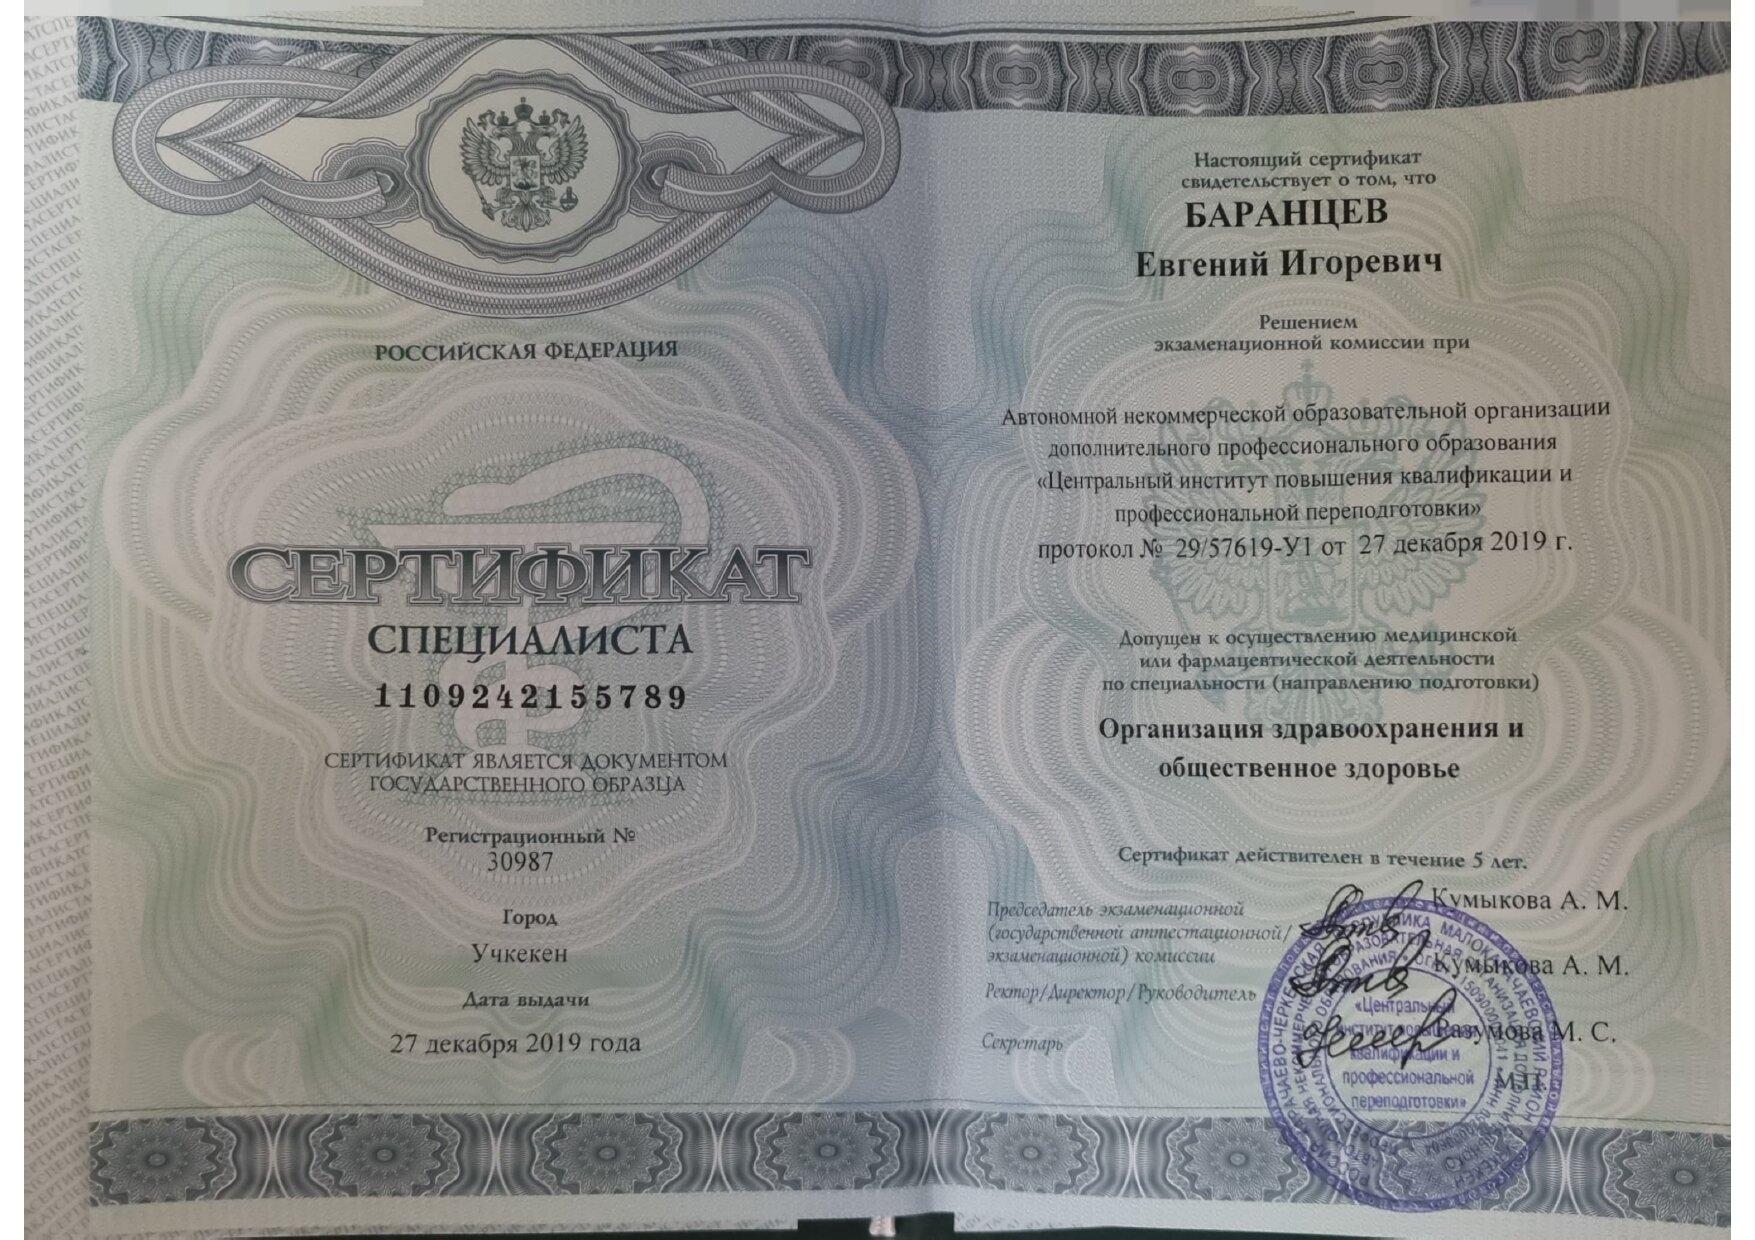 РОССИЙСКАЯ ФЕДЕРАЦИЯ
СЕРТИФИКАТ
СПЕЦИАЛИСТА
1109242155789
СЕРТИФИКАТ ЯВЛЯЕТСЯ ДОКУМЕНТОМ
ГОСУДАРСТВЕННОГО ОБРАЗЦА
Регистрационный №
30987
Город
Учкекен
Дата выдачи
27 декабря 2019 года
Настоящий сертификат
свидетельствует о том, что
БАРАНЦЕВ
Евгений Игоревич
Решением
экзаменационной комиссии при
Автономной некоммерческой образовательной организации
дополнительного профессионального образования
«Центральный институт повышения квалификации и
профессиональной переподготовки»
протокол № 29/57619-У1 от 27 декабря 2019 г.
Допущен к осуществлению медицинской
или фармацевтической деятельности
по специальности (направлению подготовки)
Организация здравоохранения и
общественное здоровье
Сертификат действителен в течение 5 лет.
Председатель экзаменационной
(государственной аттестационной/
экзаменационной) комиссии
Кумыкова А. М.
Ректор/Директор/Руководитель
Кумыкова А. М.
Секретарь
Разумова М. С.
М.П.
«Центральный
институт повышения
квалификации и
профессиональной
переподготовки»